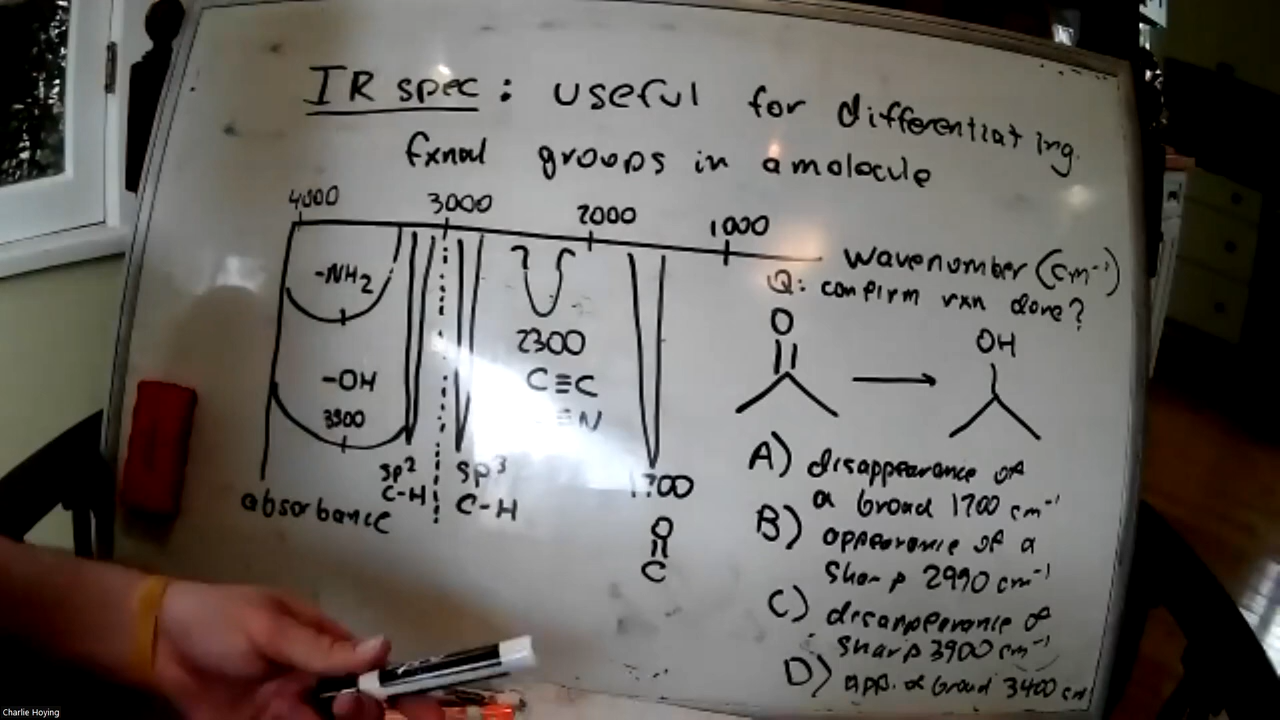 IR spec: useful for differentiating
fxnal groups in a molecule
4000 3000 2000 1000
wavenumber (cm⁻¹)
-NH₂
-OH
3300
2300
C≡C
≡N
sp² C-H
sp³ C-H
absorbance
1700
O
C
Q: confirm rxn done?
O
OH
A) disappearance of
a broad 1700 cm⁻¹
B) appearance of a
sharp 2990 cm⁻¹
C) disappearance of
sharp 3900 cm⁻¹
D) app. of broad 3400 cm
Charlie Hoying